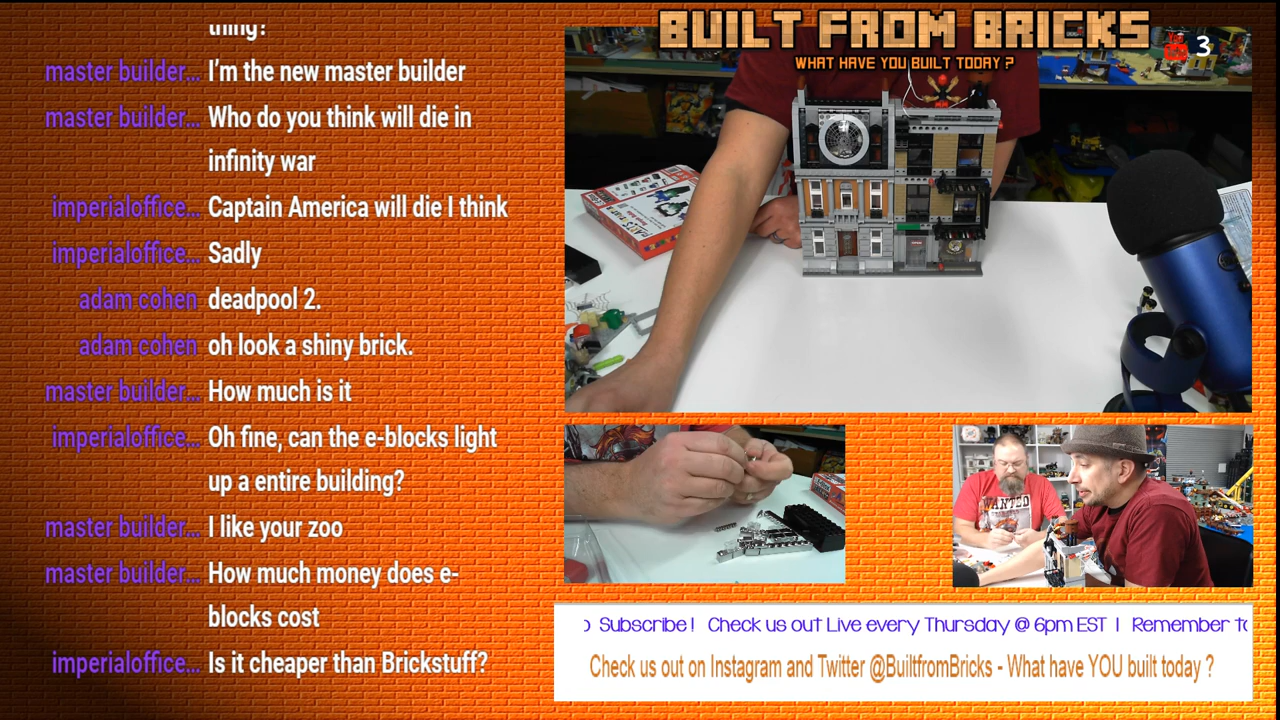 thing?
master builder... I'm the new master builder
master builder... Who do you think will die in
infinity war
imperialoffice... Captain America will die I think
imperialoffice... Sadly
adam cohen deadpool 2.
adam cohen oh look a shiny brick.
master builder... How much is it
imperialoffice... Oh fine, can the e-blocks light
up a entire building?
master builder... I like your zoo
master builder... How much money does e-
blocks cost
imperialoffice... Is it cheaper than Brickstuff?
BUILT FROM BRICKS
WHAT HAVE YOU BUILT TODAY ?
3
WANTED
Subscribe! Check us out Live every Thursday @ 6pm EST | Remember to
Check us out on Instagram and Twitter @BuiltfromBricks - What have YOU built today ?